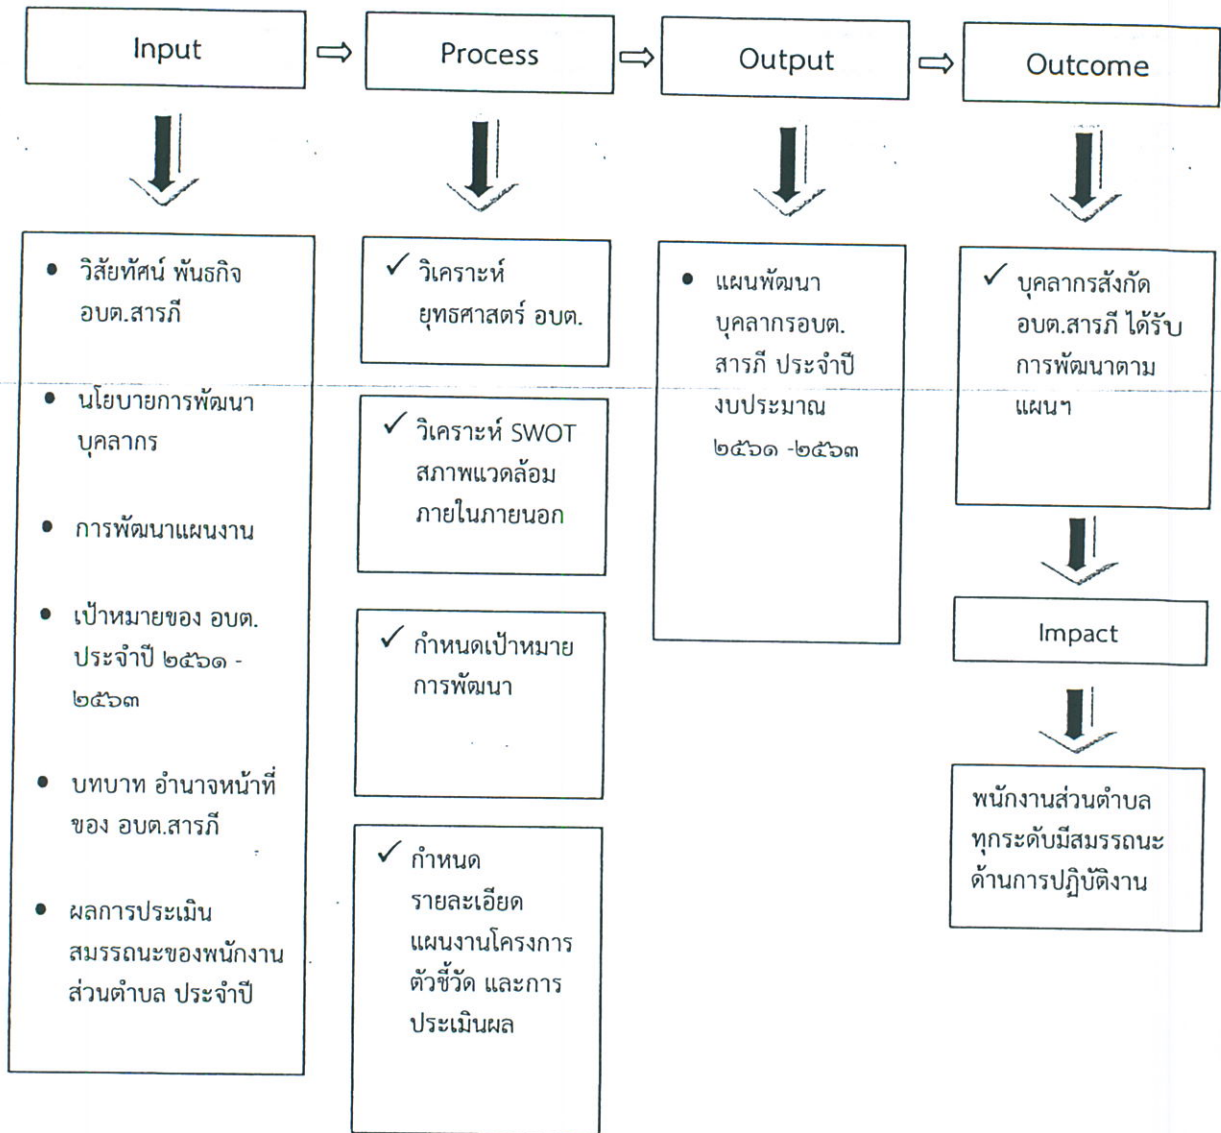 Input
Process
Output
Outcome
• วิสัยทัศน์ พันธกิจ
อบต.สารภี
• นโยบายการพัฒนา
บุคลากร
• การพัฒนาแผนงาน
• เป้าหมายของ อบต.
ประจำปี ๒๕๖๑ -
๒๕๖๓
• บทบาท อำนาจหน้าที่
ของ อบต.สารภี
• ผลการประเมิน
สมรรถนะของพนักงาน
ส่วนตำบล ประจำปี
✓ วิเคราะห์
ยุทธศาสตร์ อบต.
✓ วิเคราะห์ SWOT
สภาพแวดล้อม
ภายในภายนอก
✓ กำหนดเป้าหมาย
การพัฒนา
✓ กำหนด
รายละเอียด
แผนงานโครงการ
ตัวชี้วัด และการ
ประเมินผล
• แผนพัฒนา
บุคลากรอบต.
สารภี ประจำปี
งบประมาณ
๒๕๖๑ -๒๕๖๓
✓ บุคลากรสังกัด
อบต.สารภี ได้รับ
การพัฒนาตาม
แผนฯ
Impact
พนักงานส่วนตำบล
ทุกระดับมีสมรรถนะ
ด้านการปฏิบัติงาน